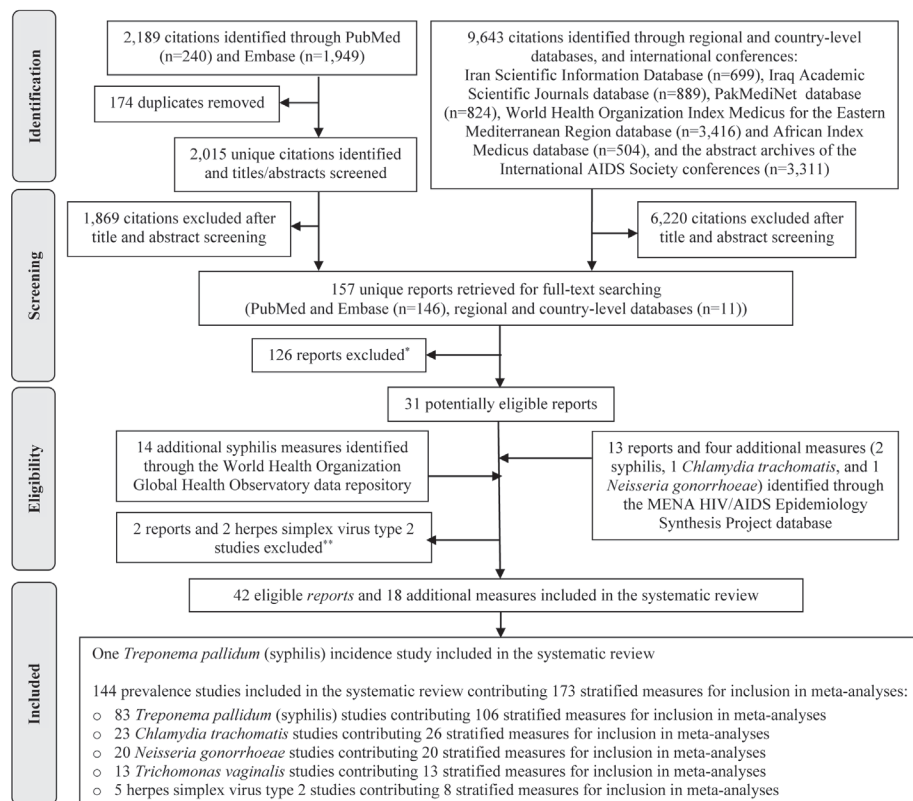 Identification
2,189 citations identified through PubMed
(n=240) and Embase (n=1,949)
9,643 citations identified through regional and country-level
databases, and international conferences:
Iran Scientific Information Database (n=699), Iraq Academic
Scientific Journals database (n=889), PakMediNet database
(n=824), World Health Organization Index Medicus for the Eastern
Mediterranean Region database (n=3,416) and African Index
Medicus database (n=504), and the abstract archives of the
International AIDS Society conferences (n=3,311)
174 duplicates removed
2,015 unique citations identified
and titles/abstracts screened
Screening
1,869 citations excluded after
title and abstract screening
6,220 citations excluded after
title and abstract screening
157 unique reports retrieved for full-text searching
(PubMed and Embase (n=146), regional and country-level databases (n=11))
126 reports excluded*
Eligibility
31 potentially eligible reports
14 additional syphilis measures identified
through the World Health Organization
Global Health Observatory data repository
13 reports and four additional measures (2
syphilis, 1 Chlamydia trachomatis, and 1
Neisseria gonorrhoeae) identified through
the MENA HIV/AIDS Epidemiology
Synthesis Project database
2 reports and 2 herpes simplex virus type 2
studies excluded**
Included
42 eligible reports and 18 additional measures included in the systematic review
One Treponema pallidum (syphilis) incidence study included in the systematic review
144 prevalence studies included in the systematic review contributing 173 stratified measures for inclusion in meta-analyses:
○ 83 Treponema pallidum (syphilis) studies contributing 106 stratified measures for inclusion in meta-analyses
○ 23 Chlamydia trachomatis studies contributing 26 stratified measures for inclusion in meta-analyses
○ 20 Neisseria gonorrhoeae studies contributing 20 stratified measures for inclusion in meta-analyses
○ 13 Trichomonas vaginalis studies contributing 13 stratified measures for inclusion in meta-analyses
○ 5 herpes simplex virus type 2 studies contributing 8 stratified measures for inclusion in meta-analyses